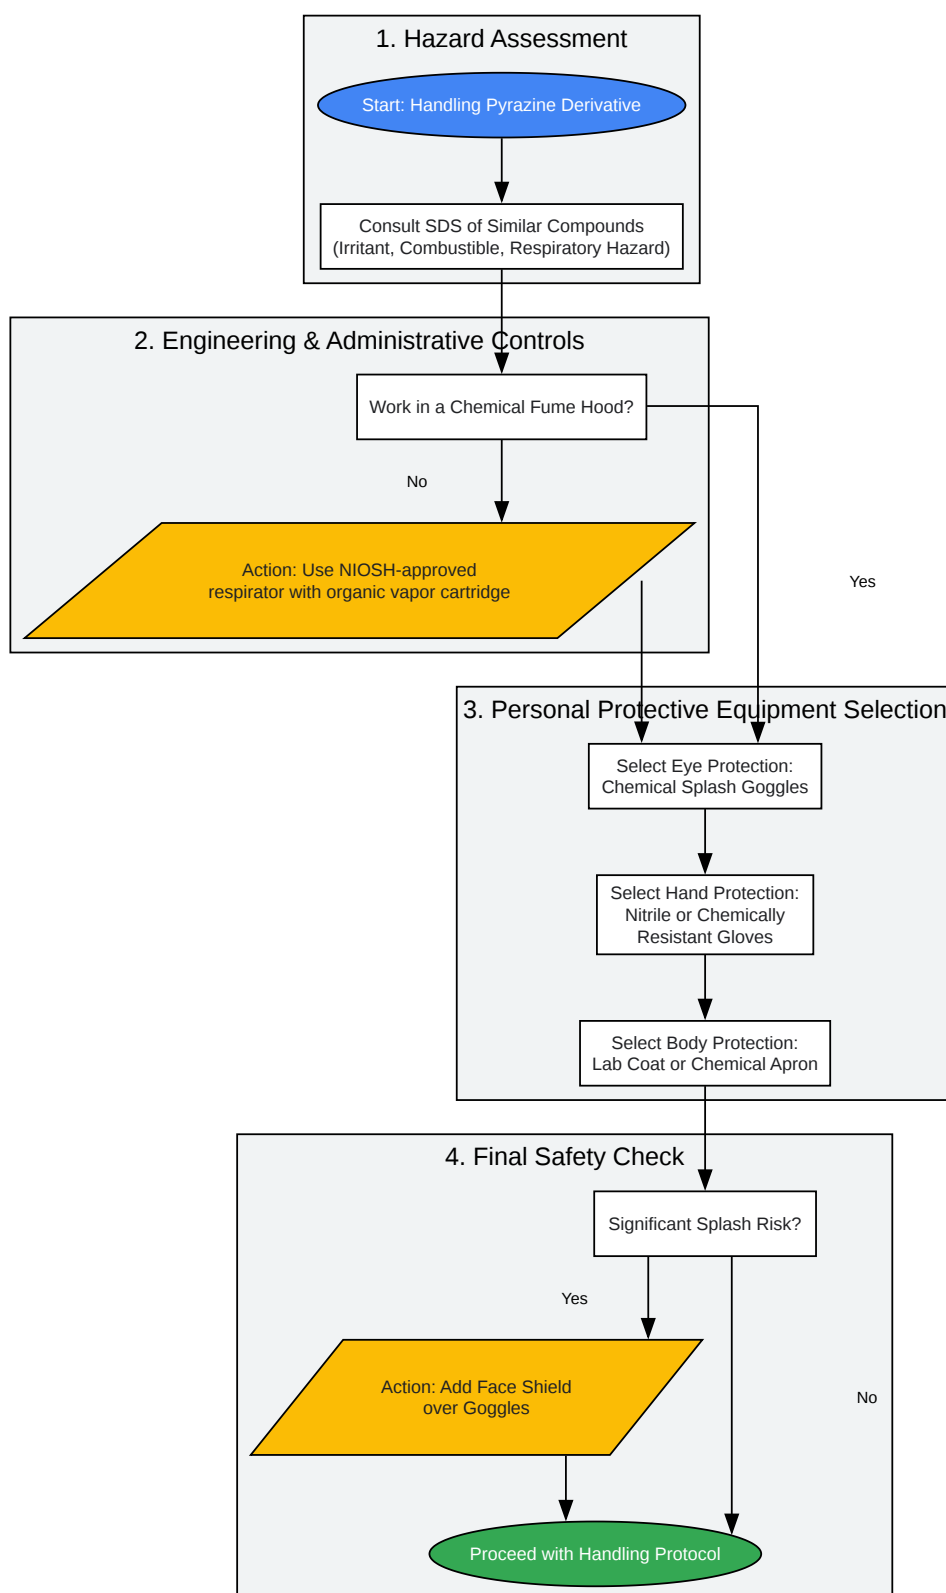 1. Hazard Assessment
Start: Handling Pyrazine Derivative
Consult SDS of Similar Compounds
(Irritant, Combustible, Respiratory Hazard)
2. Engineering & Administrative Controls
Work in a Chemical Fume Hood?
No
Action: Use NIOSH-approved
respirator with organic vapor cartridge
Yes
3. Personal Protective Equipment Selection
Select Eye Protection:
Chemical Splash Goggles
Select Hand Protection:
Nitrile or Chemically
Resistant Gloves
Select Body Protection:
Lab Coat or Chemical Apron
4. Final Safety Check
Significant Splash Risk?
Yes
Action: Add Face Shield
over Goggles
No
Proceed with Handling Protocol